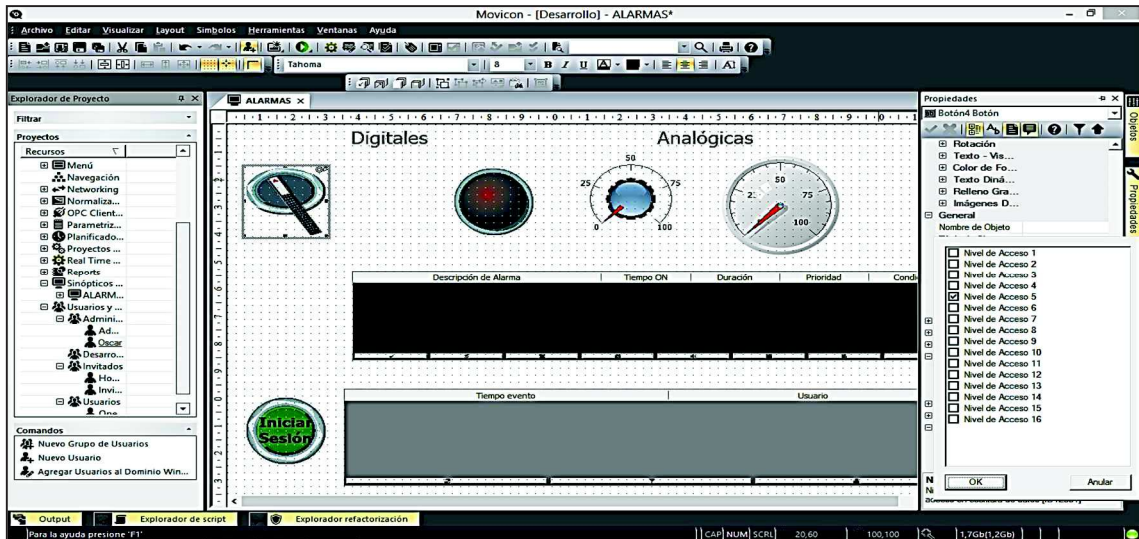 Movicon - [Desarrollo] - ALARMAS*
Archivo Editar Visualizar Layout Símbolos Herramientas Ventanas Ayuda
Tahoma 8 B I U A
Explorador de Proyecto
Filtrar
Proyectos
Recursos
Menú
Navegación
Networking
Normaliza...
OPC Client...
Parametriz...
Planificado...
Proyectos ...
Real Time ...
Reports
Sinópticos ...
ALARM...
Usuarios y ...
Admini...
Ad...
Oscar
Desarro...
Invitados
Ho...
Invi...
Usuarios
Ope
Comandos
Nuevo Grupo de Usuarios
Nuevo Usuario
Agregar Usuarios al Dominio Win...
ALARMAS
Digitales
Analógicas
0 25 50 75 100
50 75 100
Descripción de Alarma Tiempo ON Duración Prioridad Condi
Tiempo evento Usuario
Iniciar
Sesión
Propiedades
Botón4 Botón
Rotación
Texto - Vis...
Color de Fo...
Texto Diná...
Relleno Gra...
Imágenes D...
General
Nombre de Objeto
Nivel de Acceso 1
Nivel de Acceso 2
Nivel de Acceso 3
Nivel de Acceso 4
Nivel de Acceso 5
Nivel de Acceso 6
Nivel de Acceso 7
Nivel de Acceso 8
Nivel de Acceso 9
Nivel de Acceso 10
Nivel de Acceso 11
Nivel de Acceso 12
Nivel de Acceso 13
Nivel de Acceso 14
Nivel de Acceso 15
Nivel de Acceso 16
OK Anular
Objetos
Propiedades
Output Explorador de script Explorador refactorización
Para la ayuda presione 'F1' CAP NUM SCRL 20,60 100,100 1,7Gb(1,2Gb)